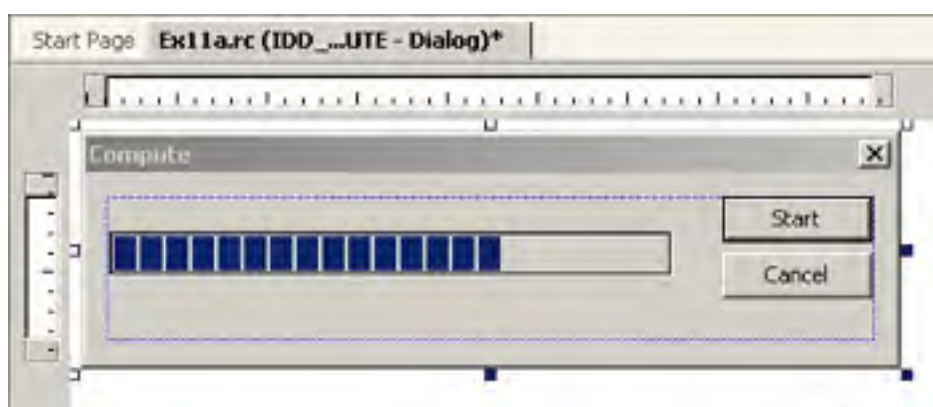 Start Page Ex11a.rc (IDD_...UTE - Dialog)*
Compute
Start
Cancel